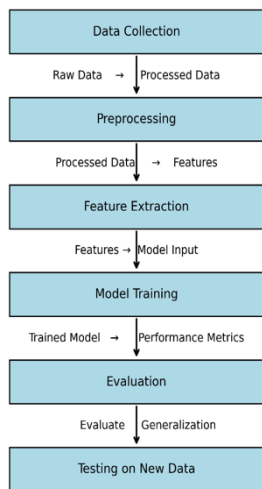 Data Collection
Raw Data → Processed Data
Preprocessing
Processed Data → Features
Feature Extraction
Features → Model Input
Model Training
Trained Model → Performance Metrics
Evaluation
Evaluate Generalization
Testing on New Data